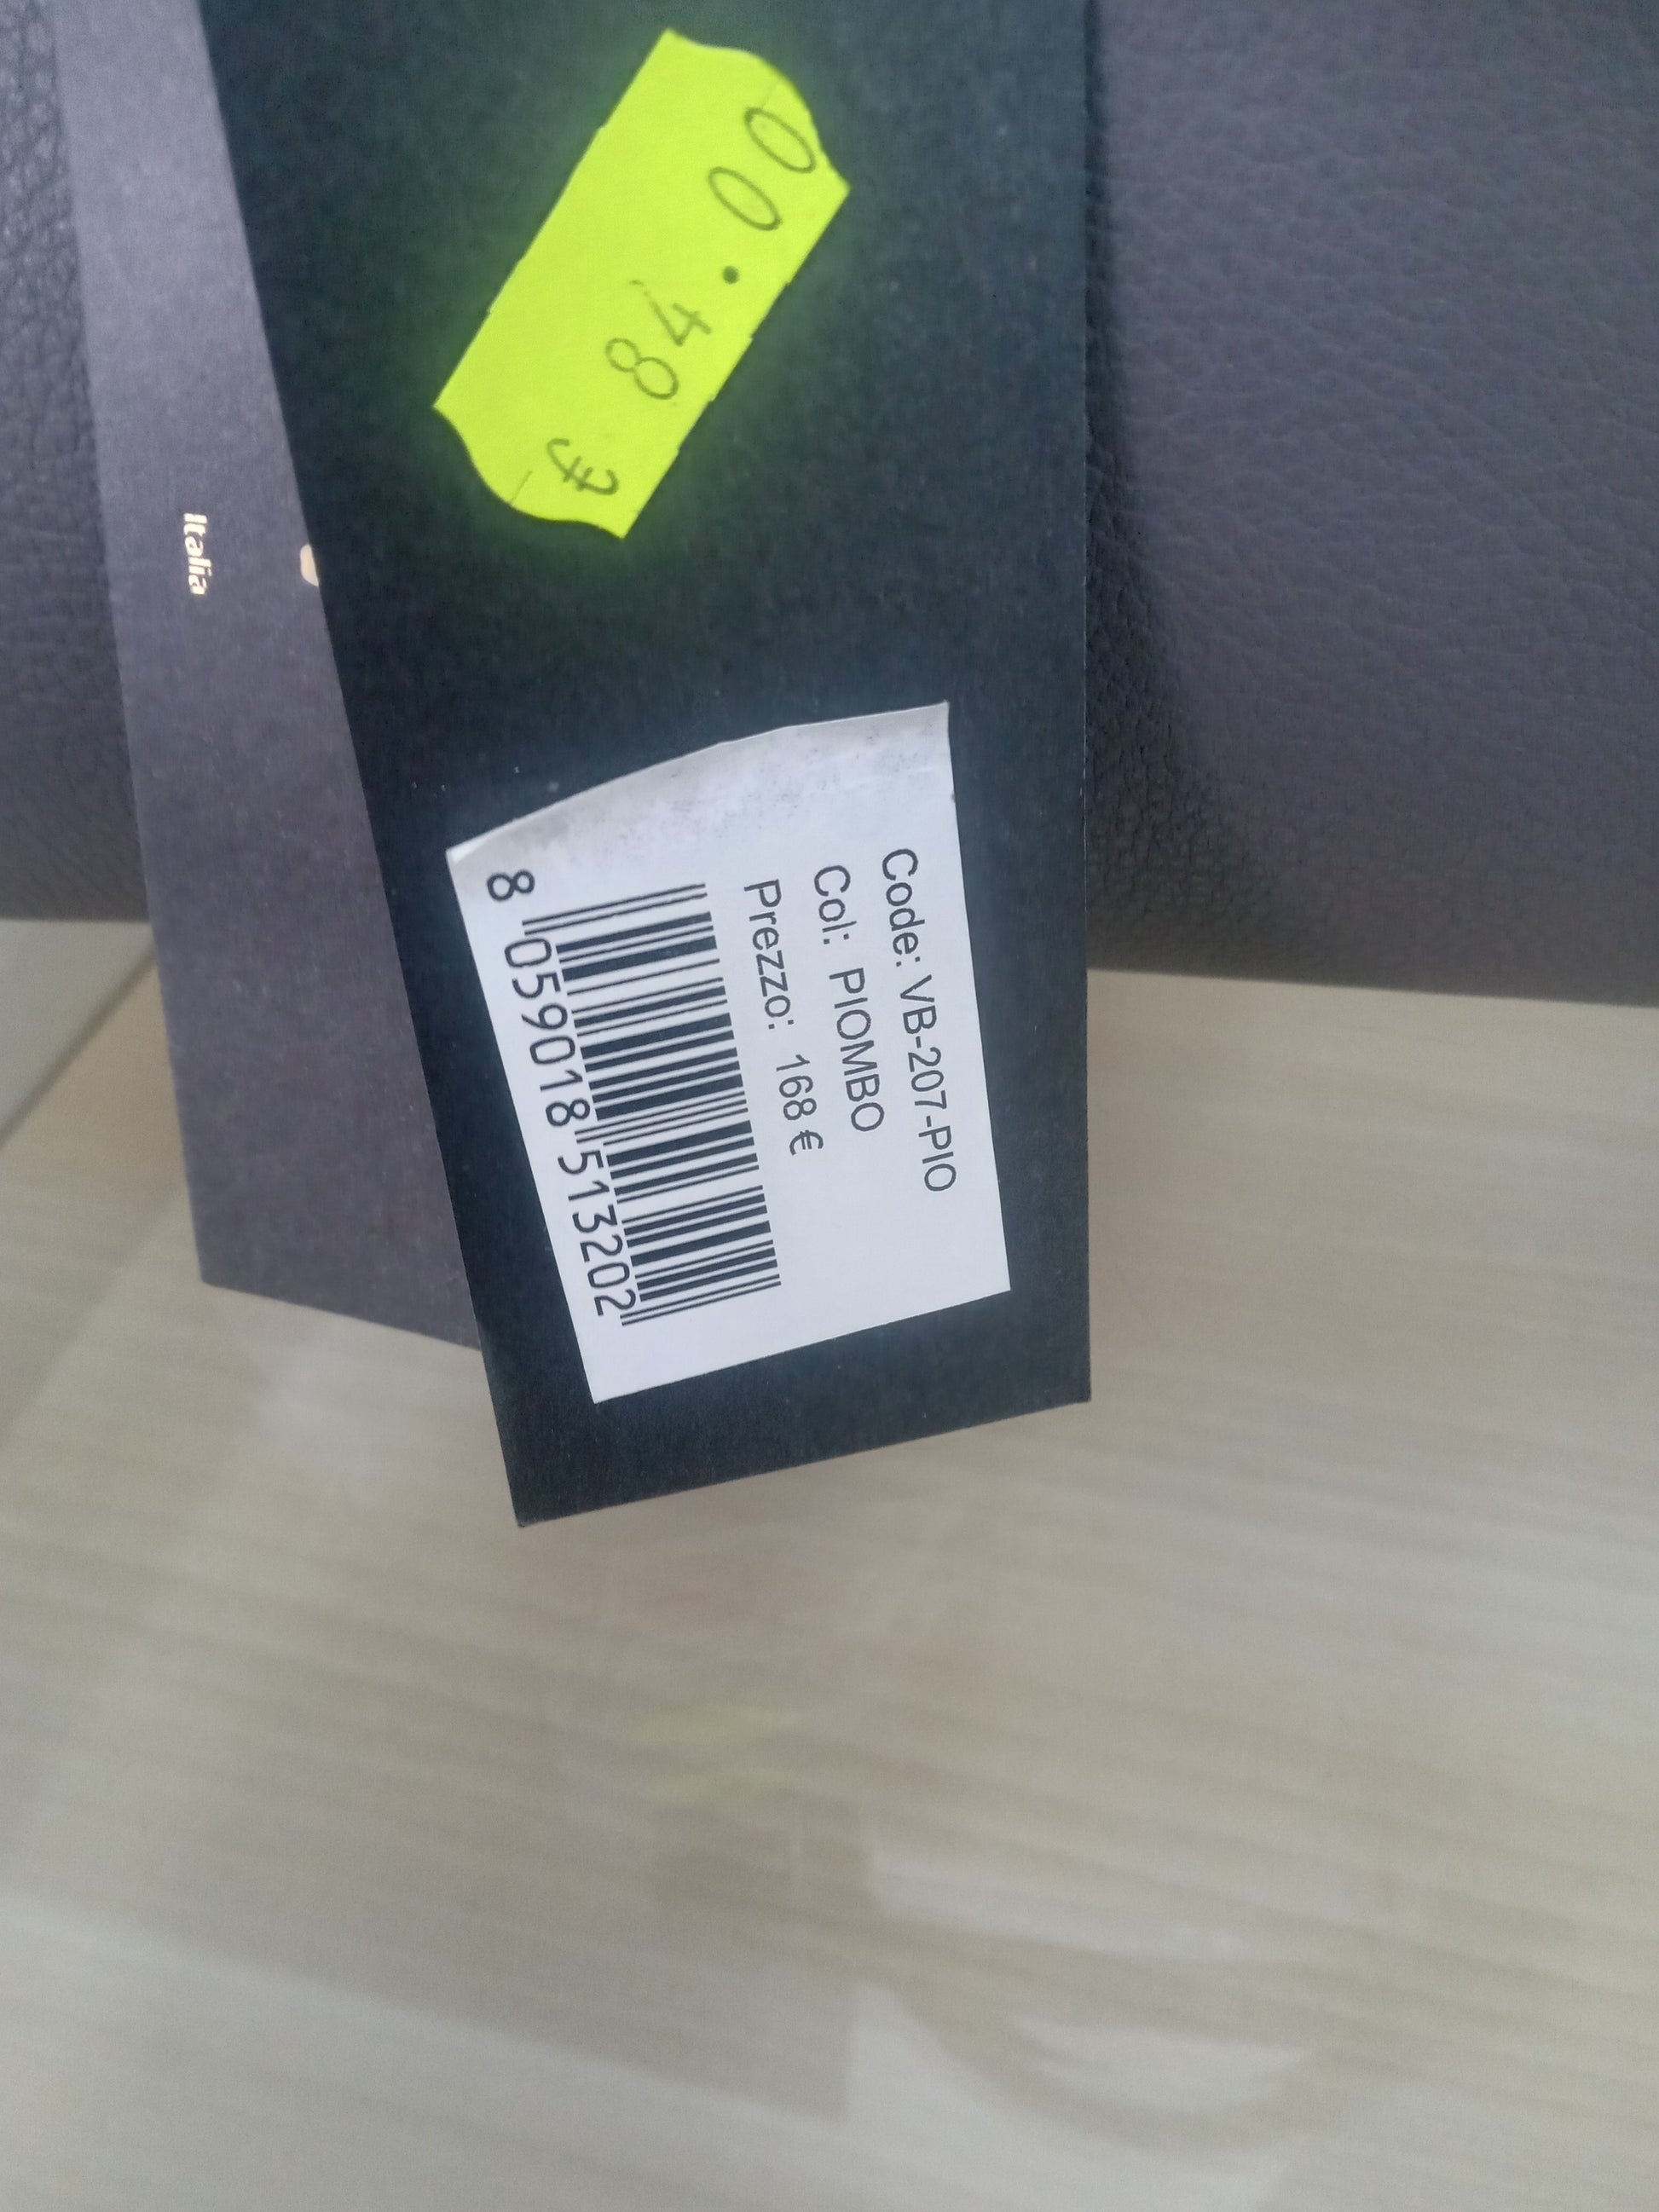 € 84.00
Italia
Code: VB-207-PIO
Col: PIOMBO
Prezzo: 168 €
8 059018 513202